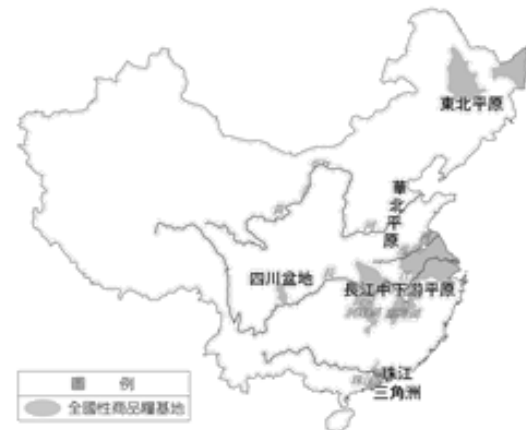 東北平原
華北平原
四川盆地
長江中下游平原
珠江
三角洲
圖 例
全國性商品糧基地